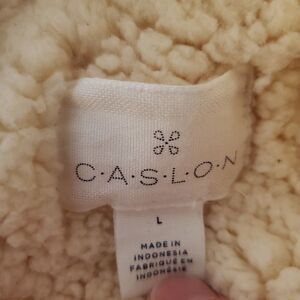 C·A·S·L·O·N
L
MADE IN
INDONESIA
FABRIQUÉ EN
INDONÉSIE